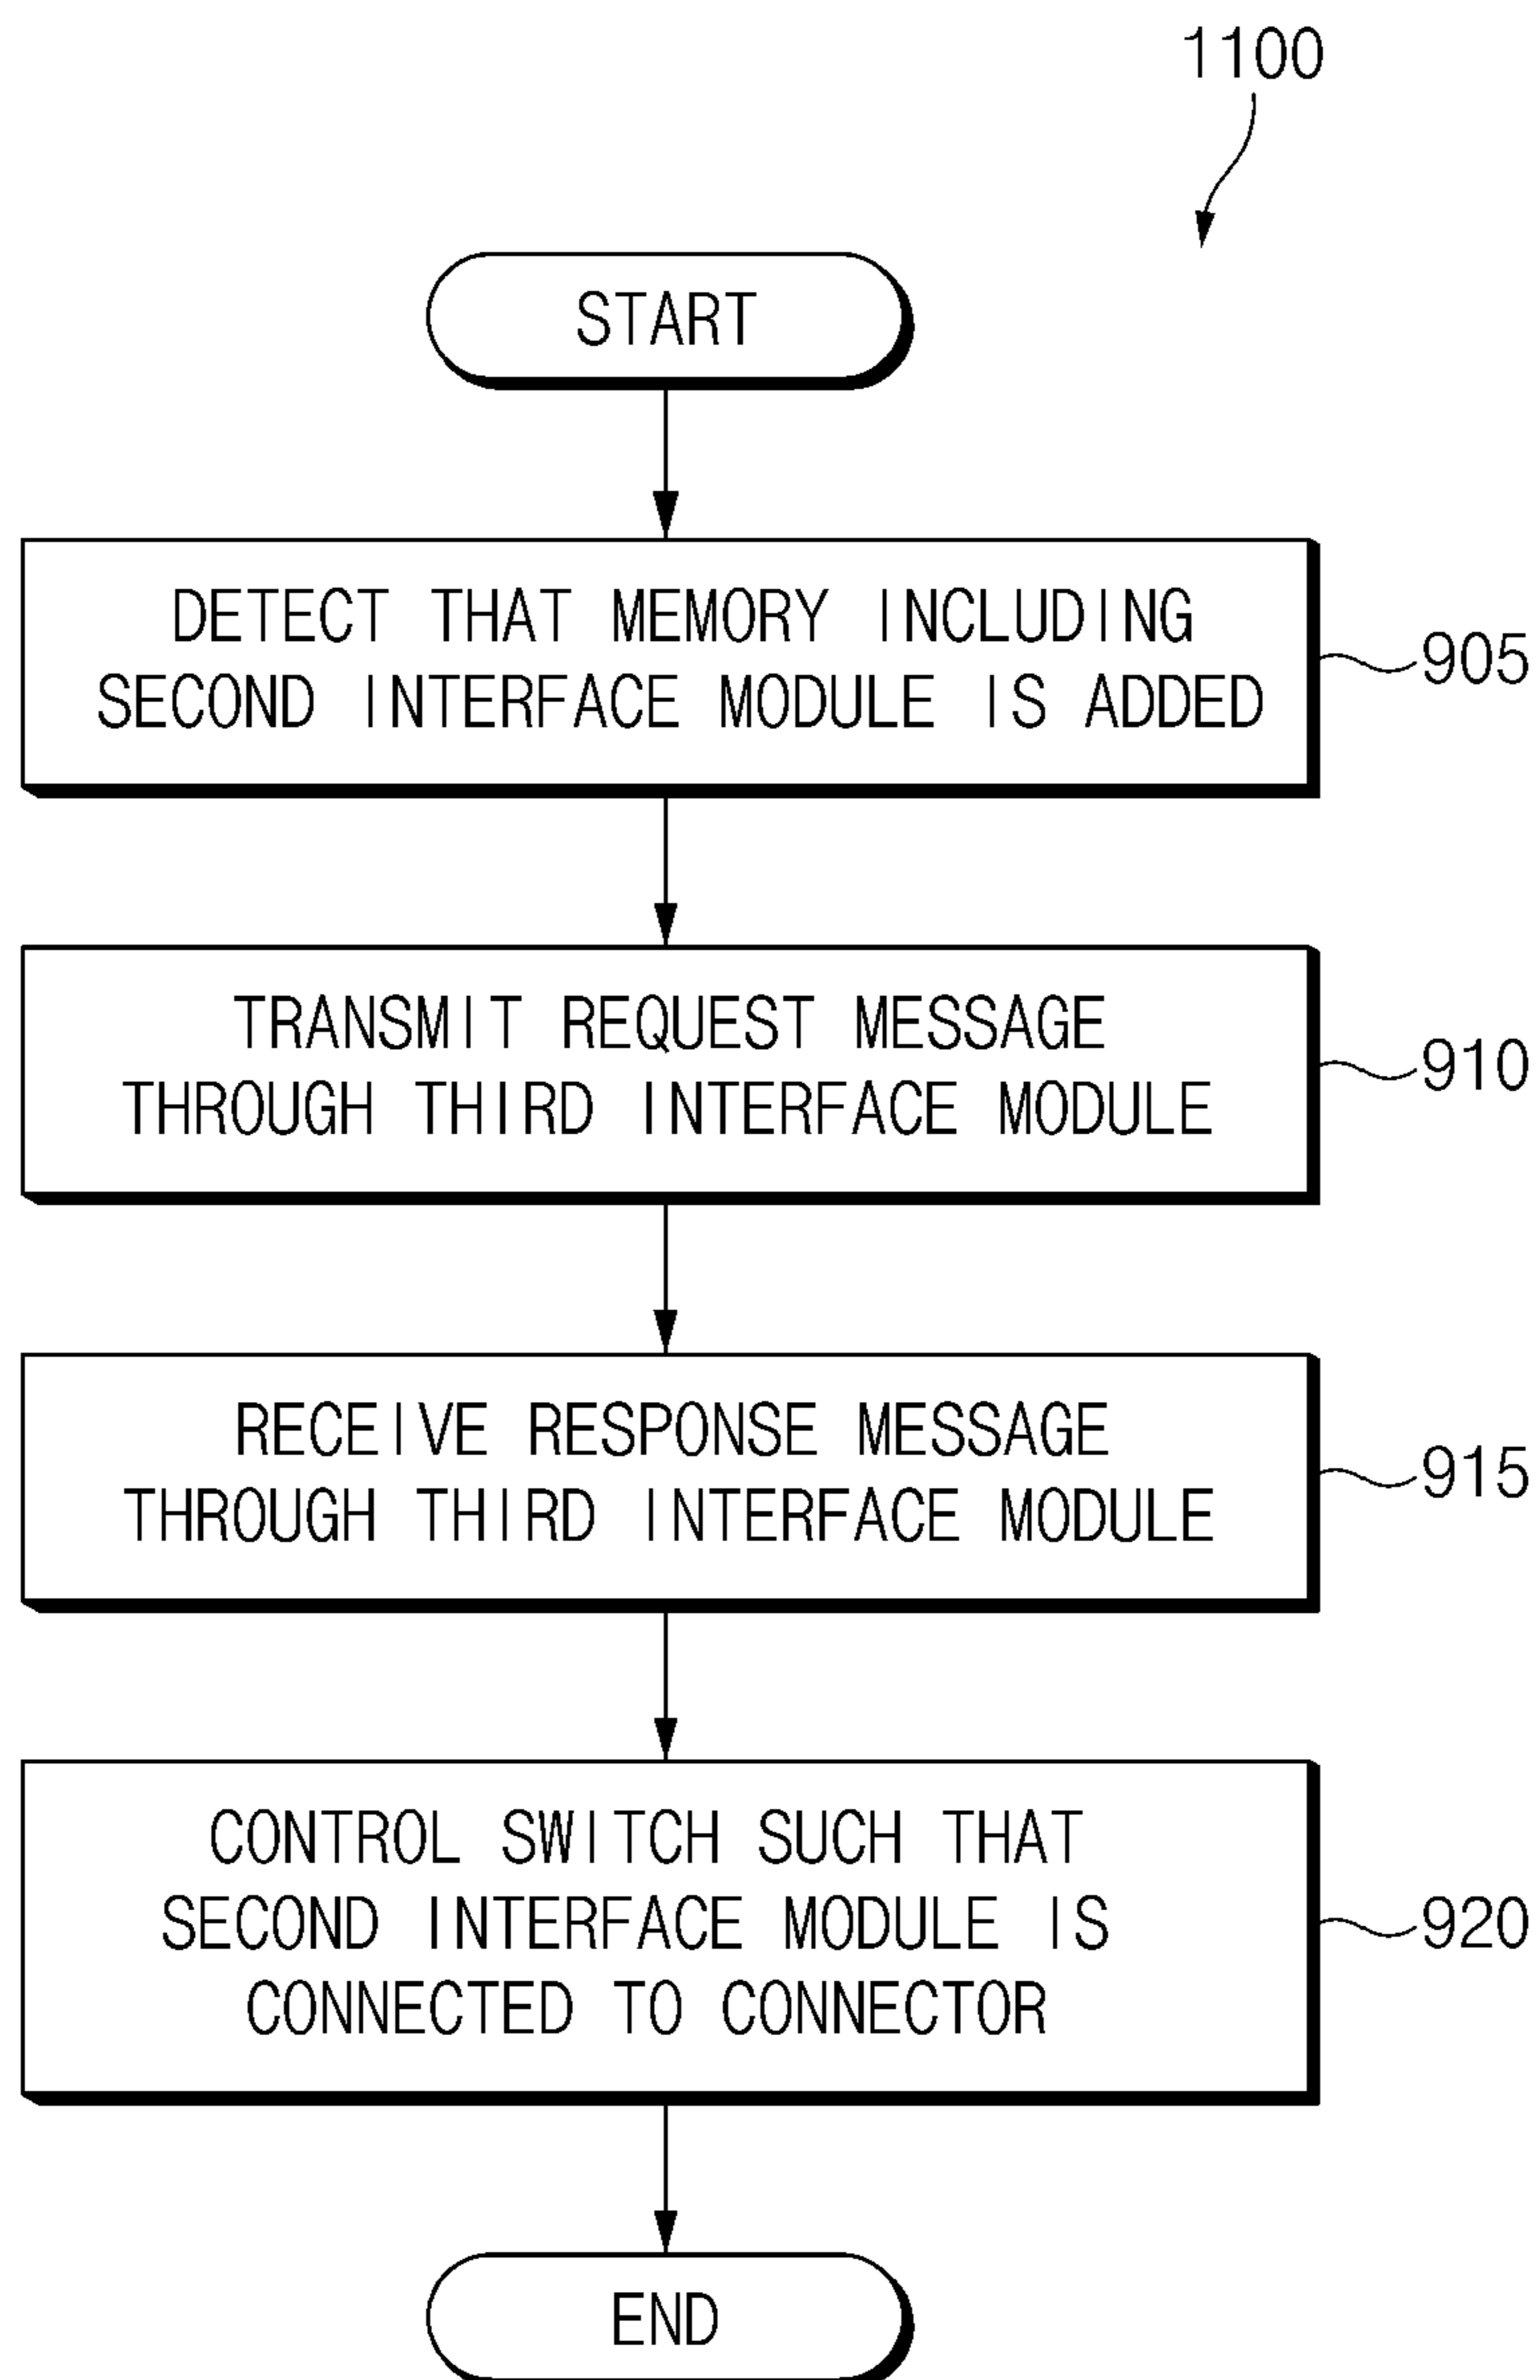 1100
START
DETECT THAT MEMORY INCLUDING
SECOND INTERFACE MODULE IS ADDED
905
TRANSMIT REQUEST MESSAGE
THROUGH THIRD INTERFACE MODULE
910
RECEIVE RESPONSE MESSAGE
THROUGH THIRD INTERFACE MODULE
915
CONTROL SWITCH SUCH THAT
SECOND INTERFACE MODULE IS
CONNECTED TO CONNECTOR
920
END